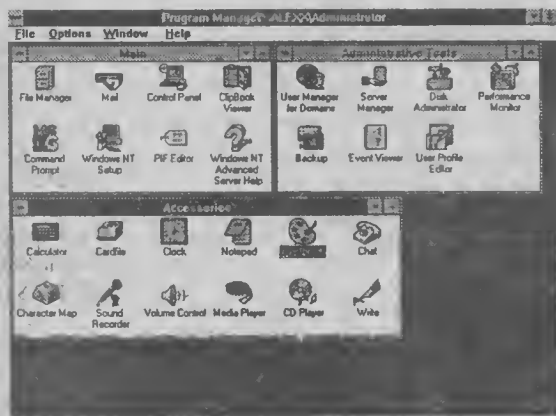 Program Manager - ALEXX\Administrator
File Options Window Help
Main
File Manager
Mail
Control Panel
ClipBook
Viewer
Command
Prompt
Windows NT
Setup
PIF Editor
Windows NT
Advanced
Server Help
Administrative Tools
User Manager
for Domains
Server
Manager
Disk
Administrator
Performance
Monitor
Backup
Event Viewer
User Profile
Editor
Accessories
Calculator
Cardfile
Clock
Notepad
Chat
Character Map
Sound
Recorder
Volume Control
Media Player
CD Player
Write